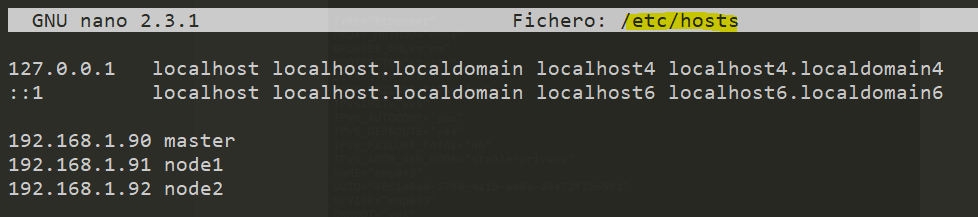 GNU nano 2.3.1 Fichero: /etc/hosts
127.0.0.1 localhost localhost.localdomain localhost4 localhost4.localdomain4
::1 localhost localhost.localdomain localhost6 localhost6.localdomain6
192.168.1.90 master
192.168.1.91 node1
192.168.1.92 node2